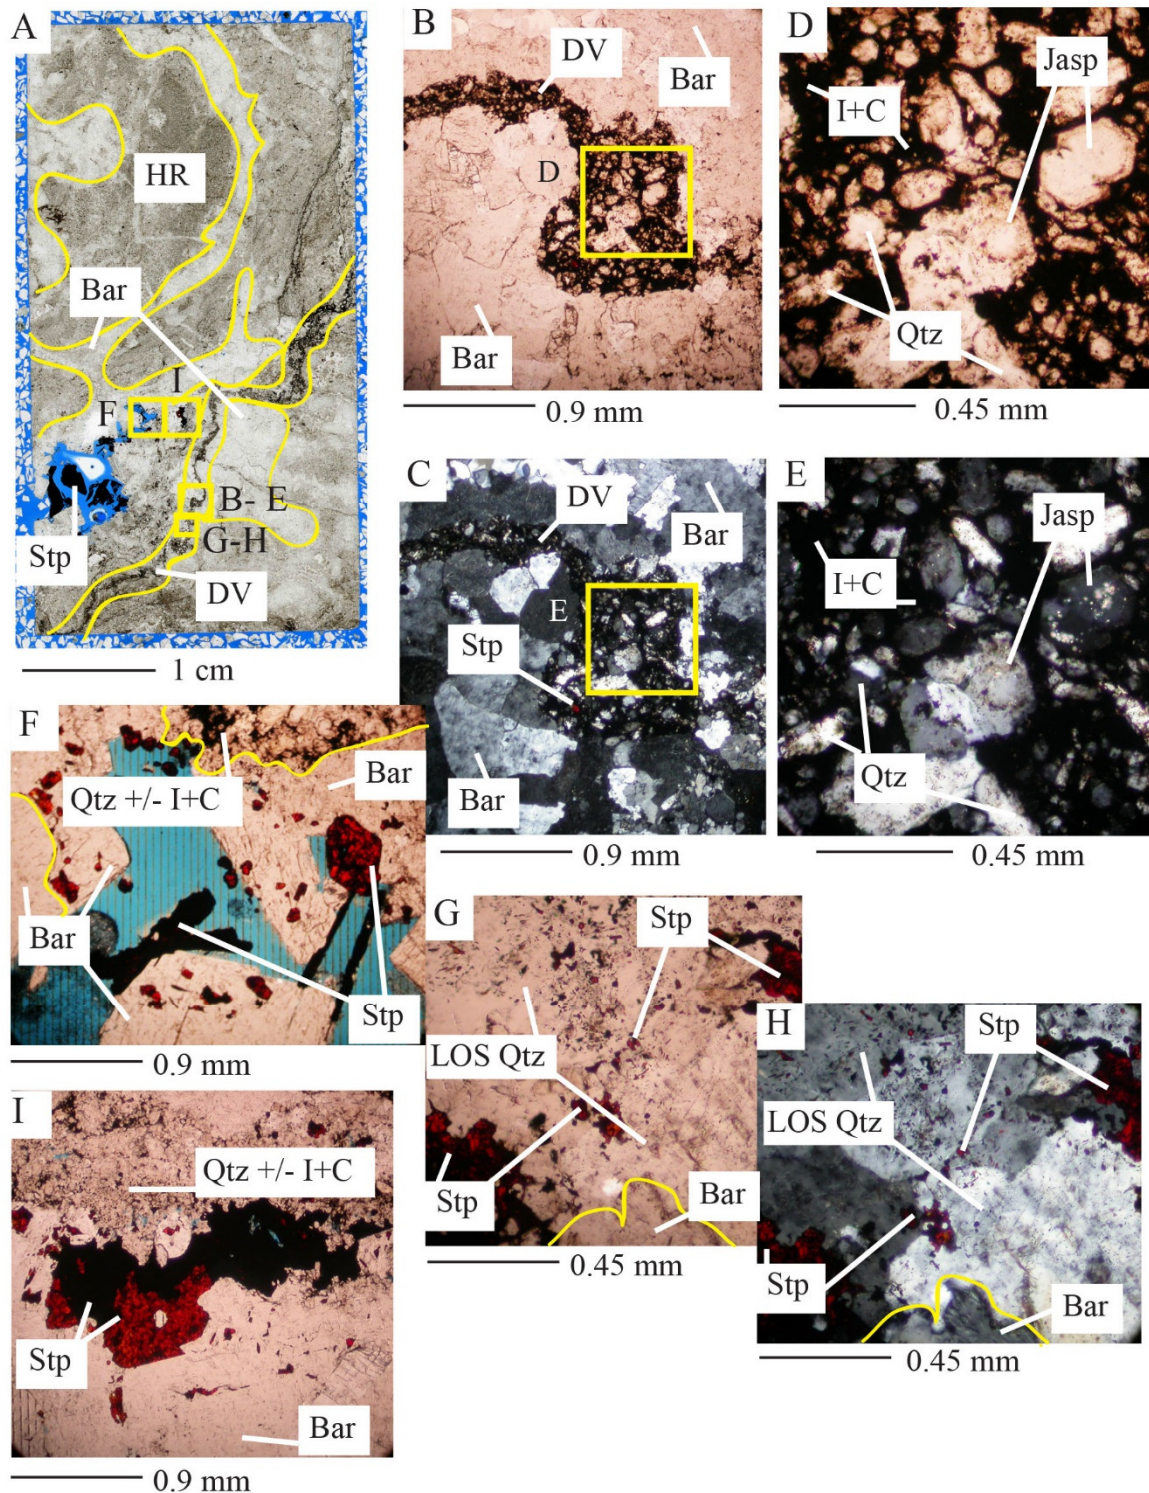 A
HR
Bar
I
F
B- E
G-H
Stp
DV
1 cm
B
DV
Bar
D
Bar
0.9 mm
D
Jasp
I+C
Qtz
0.45 mm
C
DV
Bar
E
Stp
Bar
0.9 mm
E
Jasp
I+C
Qtz
0.45 mm
F
Qtz +/- I+C
Bar
Bar
Stp
0.9 mm
G
Stp
LOS Qtz
Stp
Bar
0.45 mm
H
Stp
LOS Qtz
Stp
Bar
0.45 mm
I
Qtz +/- I+C
Stp
Bar
0.9 mm